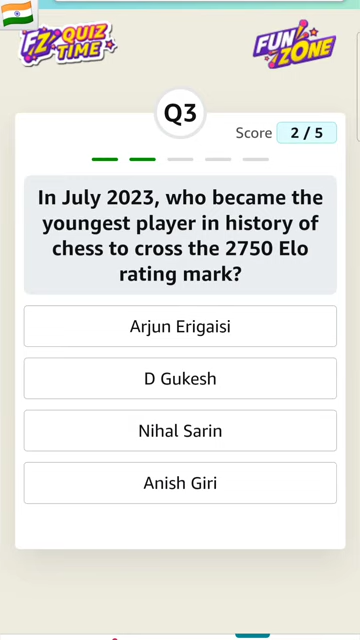 FZ QUIZ
TIME
FUN
ZONE
Q3
Score 2 / 5
In July 2023, who became the
youngest player in history of
chess to cross the 2750 Elo
rating mark?
Arjun Erigaisi
D Gukesh
Nihal Sarin
Anish Giri